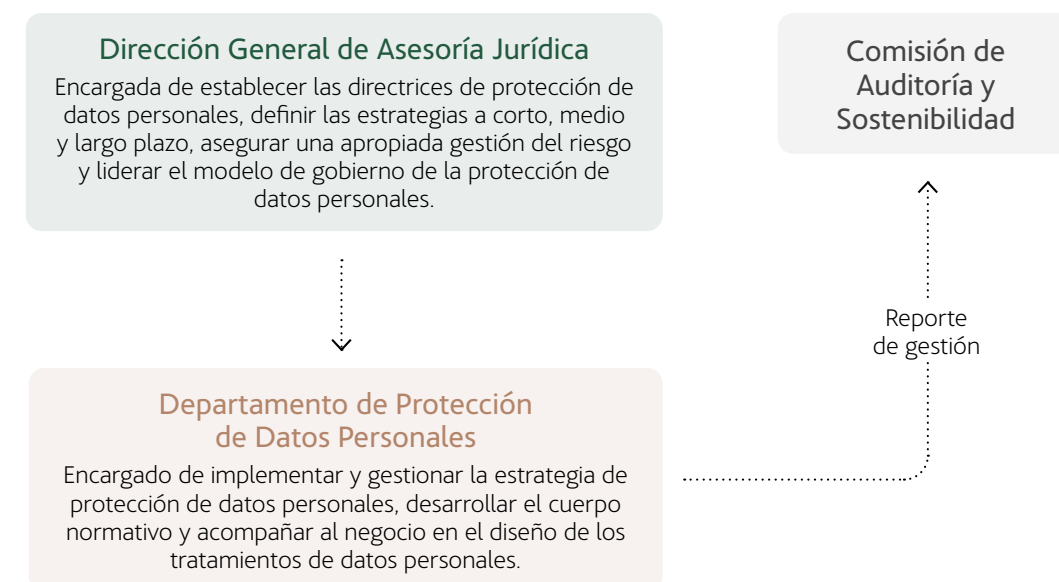 Dirección General de Asesoría Jurídica
Encargada de establecer las directrices de protección de
datos personales, definir las estrategias a corto, medio
y largo plazo, asegurar una apropiada gestión del riesgo
y liderar el modelo de gobierno de la protección de
datos personales.
Comisión de
Auditoría y
Sostenibilidad
Reporte
de gestión
Departamento de Protección
de Datos Personales
Encargado de implementar y gestionar la estrategia de
protección de datos personales, desarrollar el cuerpo
normativo y acompañar al negocio en el diseño de los
tratamientos de datos personales.